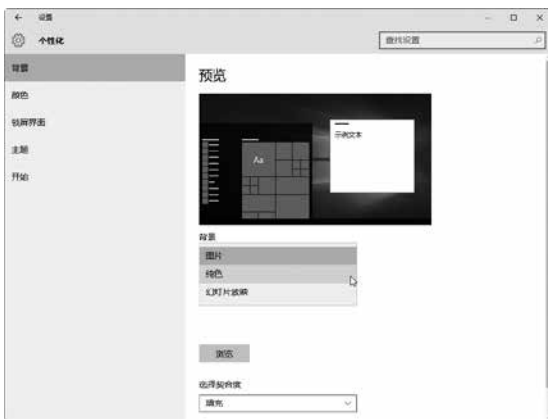 设置
个性化
查找设置
背景
颜色
锁屏界面
主题
开始
预览
Aa
示例文本
背景
图片
纯色
幻灯片放映
浏览
选择契合度
填充